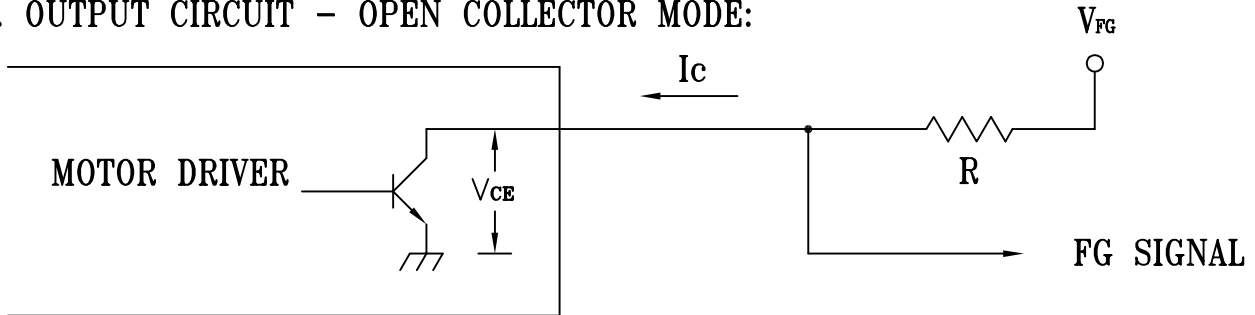 . OUTPUT CIRCUIT - OPEN COLLECTOR MODE:
VFG
Ic
MOTOR DRIVER
VCE
R
FG SIGNAL